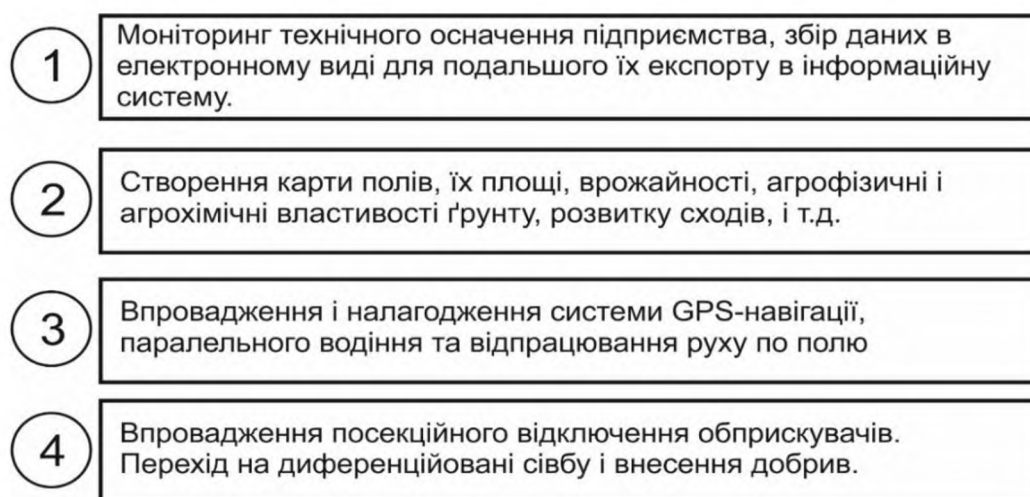 1
Моніторинг технічного осначення підприємства, збір даних в
електронному виді для подальшого їх експорту в інформаційну
систему.
2
Створення карти полів, їх площі, врожайності, агрофізичні і
агрохімічні властивості ґрунту, розвитку сходів, і т.д.
3
Впровадження і налагодження системи GPS-навігації,
паралельного водіння та відпрацювання руху по полю
4
Впровадження посекційного відключення обприскувачів.
Перехід на диференційовані сівбу і внесення добрив.